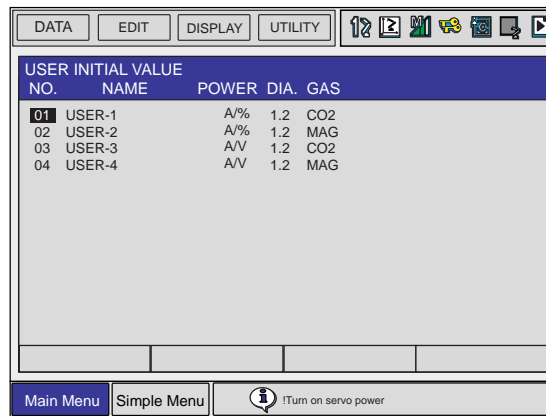 DATA EDIT DISPLAY UTILITY
USER INITIAL VALUE
NO. NAME POWER DIA. GAS
01 USER-1 A/% 1.2 CO2
02 USER-2 A/% 1.2 MAG
03 USER-3 A/V 1.2 CO2
04 USER-4 A/V 1.2 MAG
Main Menu Simple Menu !Turn on servo power